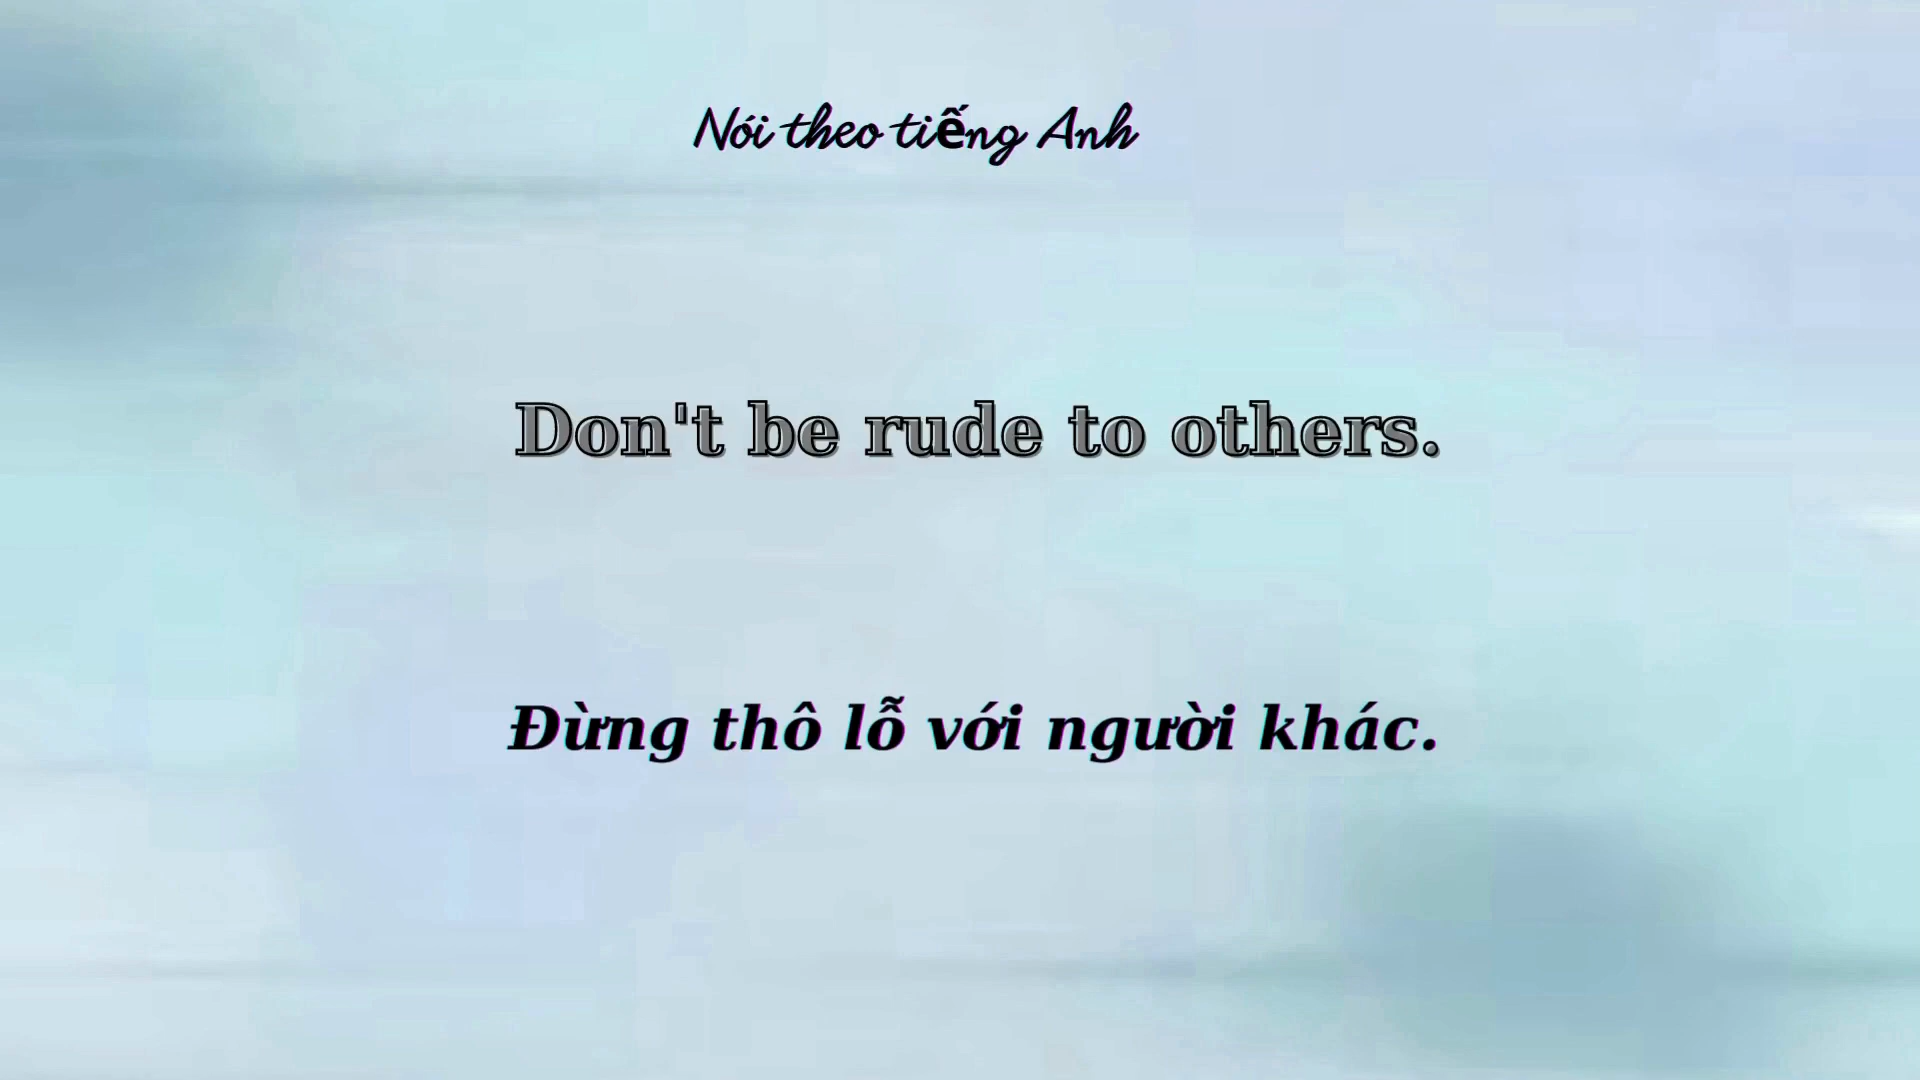 Nói theo tiếng Anh
Don't be rude to others.
Đừng thô lỗ với người khác.